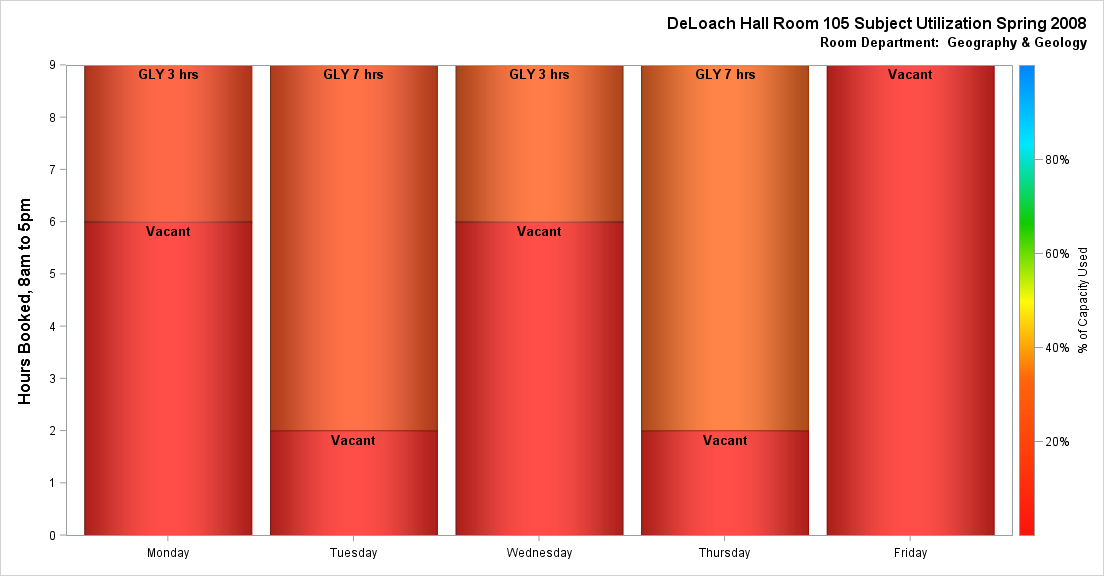 DeLoach Hall Room 105 Subject Utilization Spring 2008
Room Department: Geography & Geology
Hours Booked, 8am to 5pm
9
8
7
6
5
4
3
2
1
0
GLY 3 hrs
Vacant
GLY 7 hrs
Vacant
GLY 3 hrs
Vacant
GLY 7 hrs
Vacant
Vacant
Monday
Tuesday
Wednesday
Thursday
Friday
80%
60%
40%
20%
% of Capacity Used